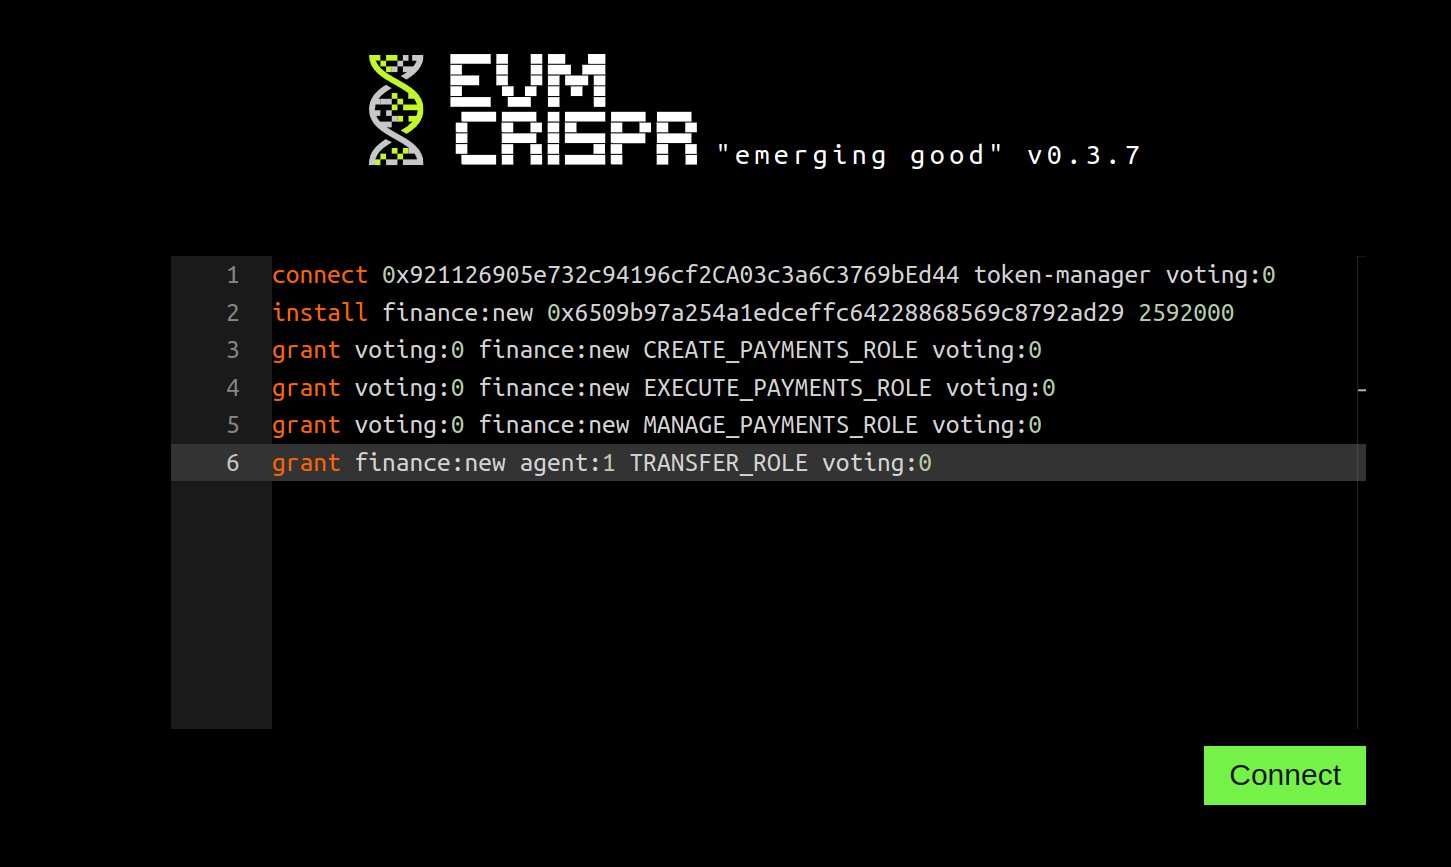 EVM
CRISPR "emerging good" v0.3.7
1 connect 0x921126905e732c94196cf2CA03c3a6C3769bEd44 token-manager voting:0
2 install finance:new 0x6509b97a254a1edceffc64228868569c8792ad29 2592000
3 grant voting:0 finance:new CREATE_PAYMENTS_ROLE voting:0
4 grant voting:0 finance:new EXECUTE_PAYMENTS_ROLE voting:0
5 grant voting:0 finance:new MANAGE_PAYMENTS_ROLE voting:0
6 grant finance:new agent:1 TRANSFER_ROLE voting:0
Connect